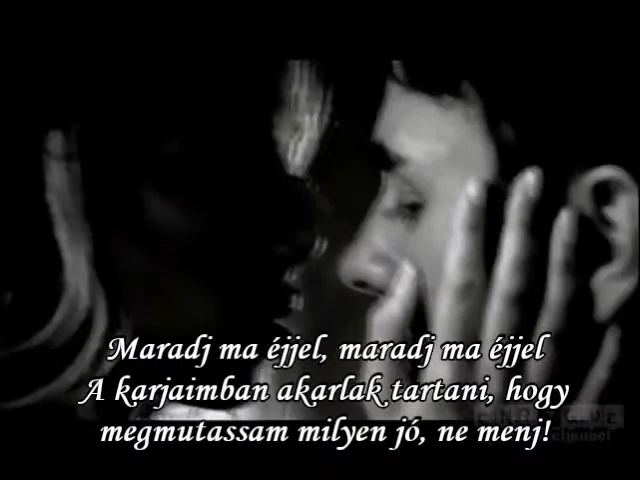 Maradj ma éjjel, maradj ma éjjel
A karjaimban akarlak tartani, hogy
megmutassam milyen jó, ne menj!